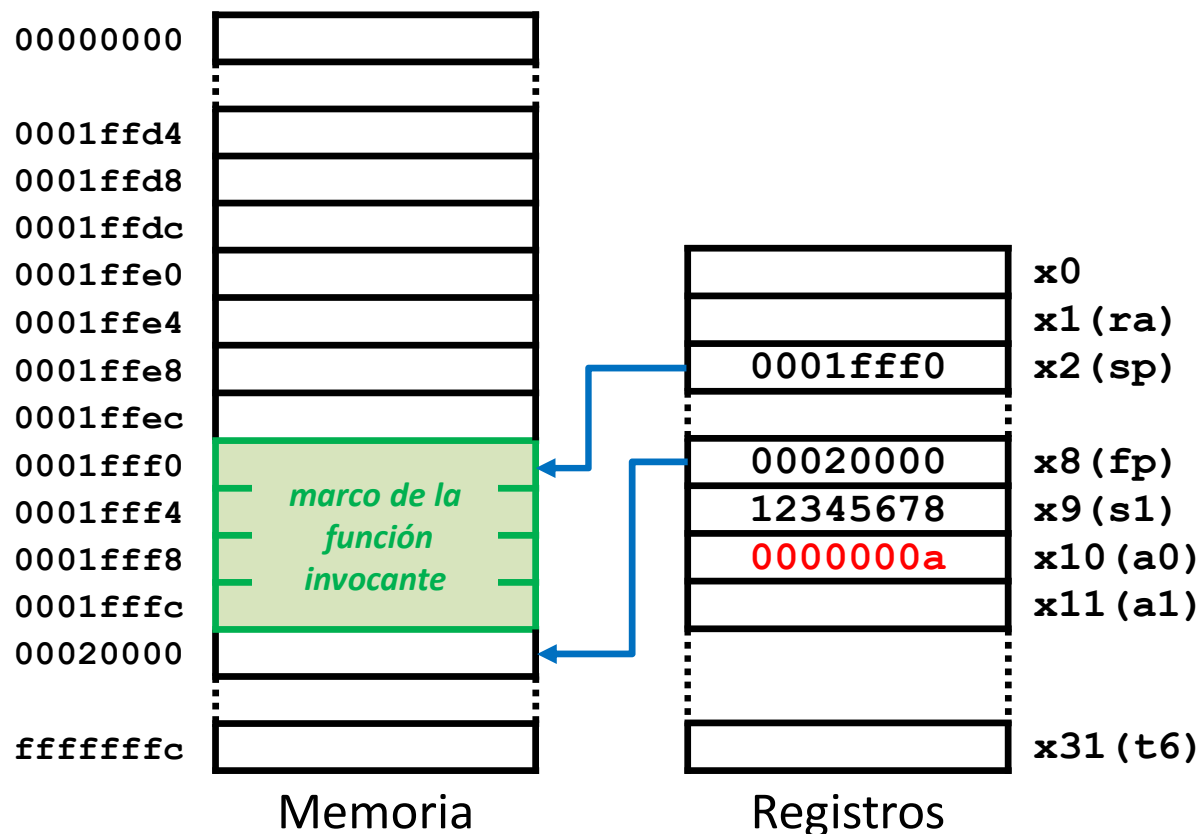 00000000
0001ffd4
0001ffd8
0001ffdc
0001ffe0
x0
0001ffe4
x1(ra)
0001ffe8
0001fff0
x2(sp)
0001ffec
0001fff0
00020000
x8(fp)
0001fff4
marco de la
12345678
x9(s1)
función
0001fff8
0000000a
x10(a0)
invocante
0001fffc
x11(a1)
00020000
fffffffc
x31(t6)
Memoria
Registros